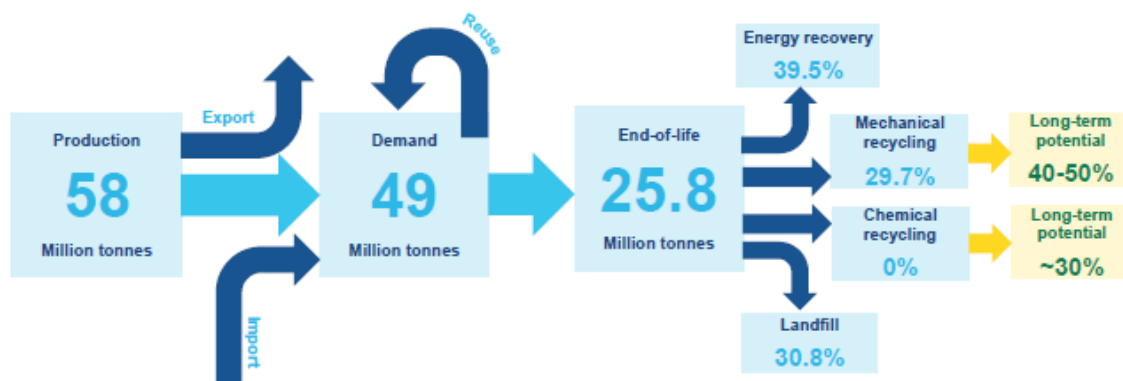 Production
58
Million tonnes
Export
Import
Reuse
Demand
49
Million tonnes
End-of-life
25.8
Million tonnes
Energy recovery
39.5%
Mechanical
recycling
29.7%
Long-term
potential
40-50%
Chemical
recycling
0%
Long-term
potential
~30%
Landfill
30.8%